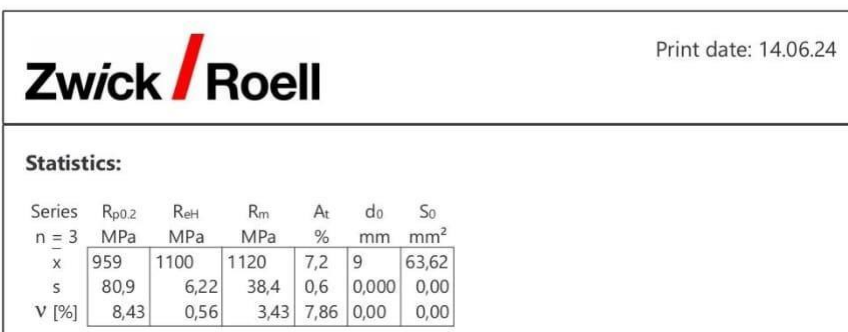 Print date: 14.06.24
Zwick / Roell
Statistics:
Series Rp0.2 ReH Rm At d0 S0
n = 3 MPa MPa MPa % mm mm²
x̅ 959 1100 1120 7,2 9 63,62
s 80,9 6,22 38,4 0,6 0,000 0,00
ν [%] 8,43 0,56 3,43 7,86 0,00 0,00